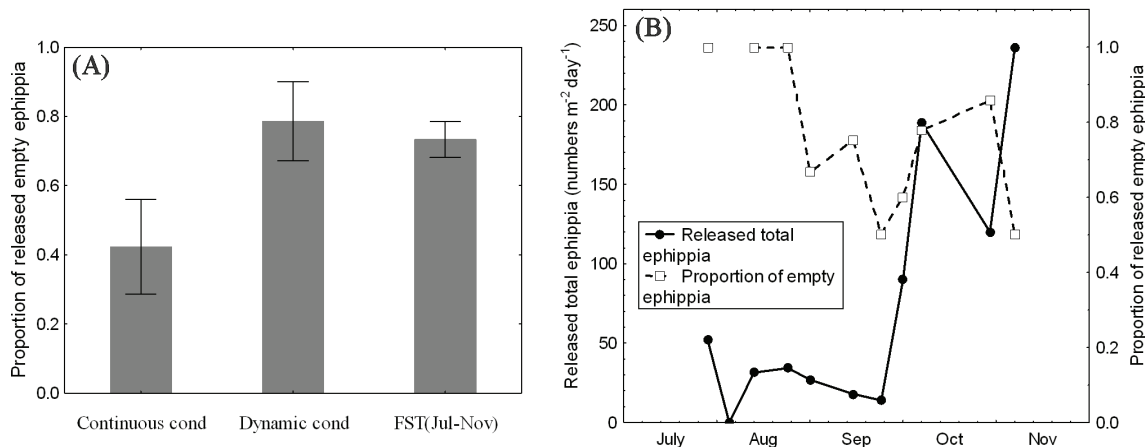 (A)
Proportion of released empty ephippia
1.0
0.8
0.6
0.4
0.2
0.0
Continuous cond
Dynamic cond
FST(Jul-Nov)
(B)
Released total ephippia (numbers m-2 day-1)
250
200
150
100
50
0
Released total
ephippia
Proportion of empty
ephippia
1.0
0.8
0.6
0.4
0.2
0.0
Proportion of released empty ephippia
July
Aug
Sep
Oct
Nov